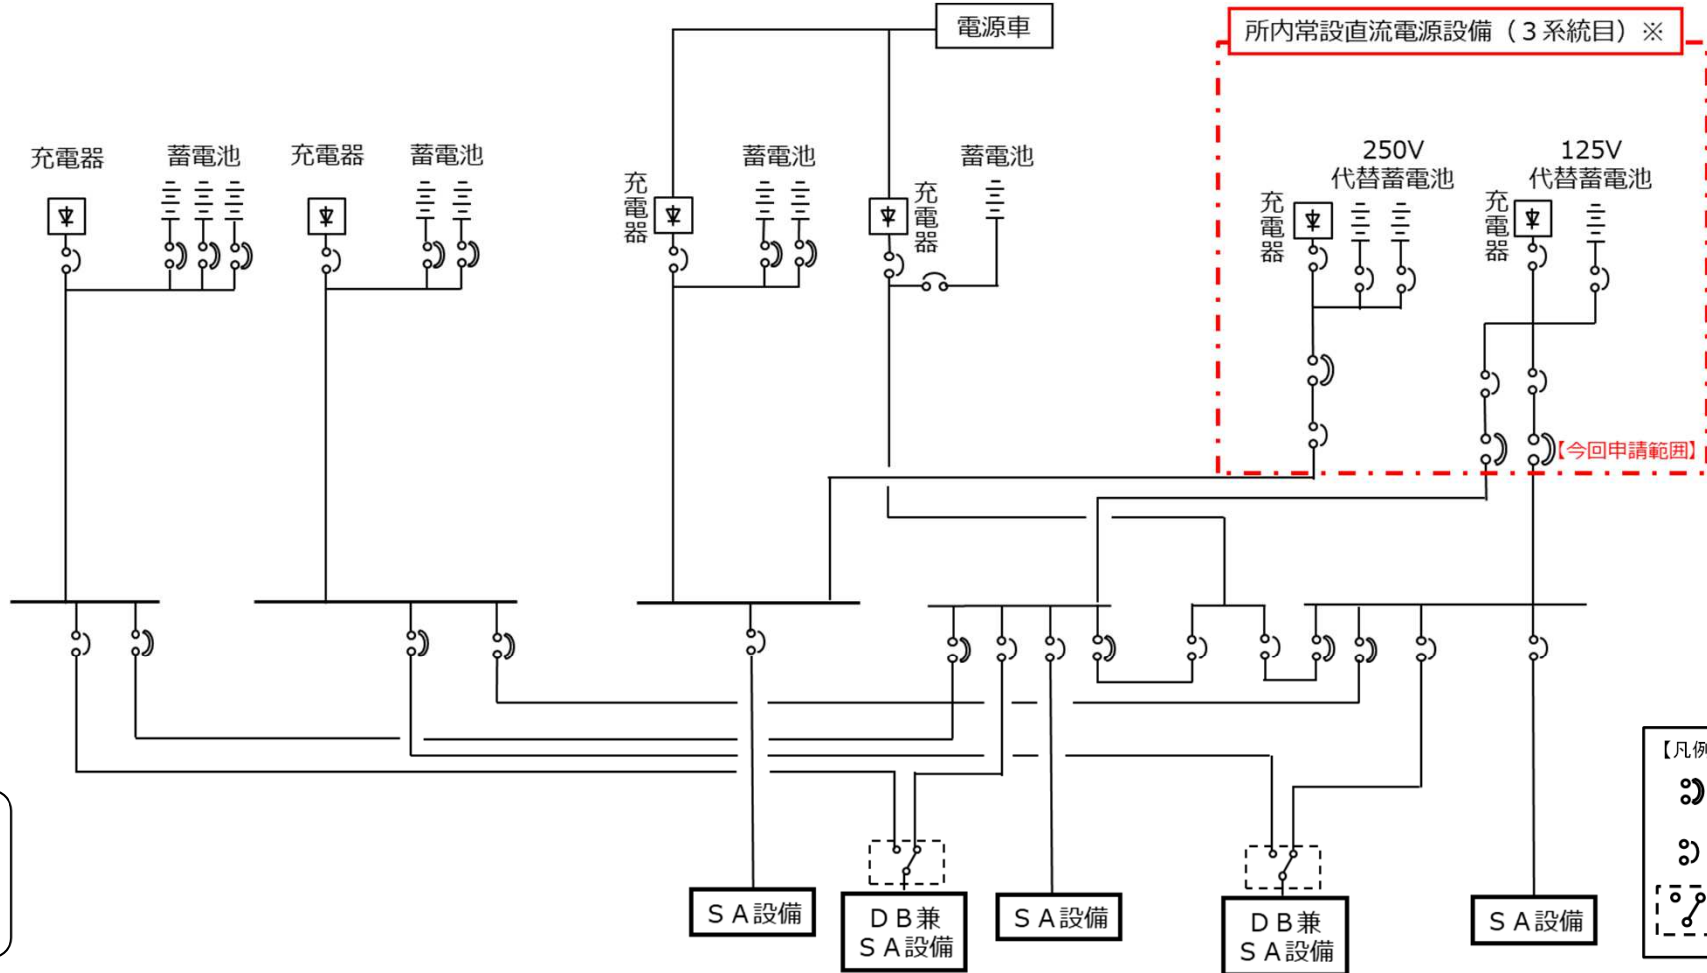 電源車
所内常設直流電源設備（３系統目）※
充電器
蓄電池
充電器
蓄電池
充電器
蓄電池
充電器
蓄電池
充電器
250V
代替蓄電池
充電器
125V
代替蓄電池
【今回申請範囲】
【凡例
ＳＡ設備
ＤＢ兼
ＳＡ設備
ＳＡ設備
ＤＢ兼
ＳＡ設備
ＳＡ設備